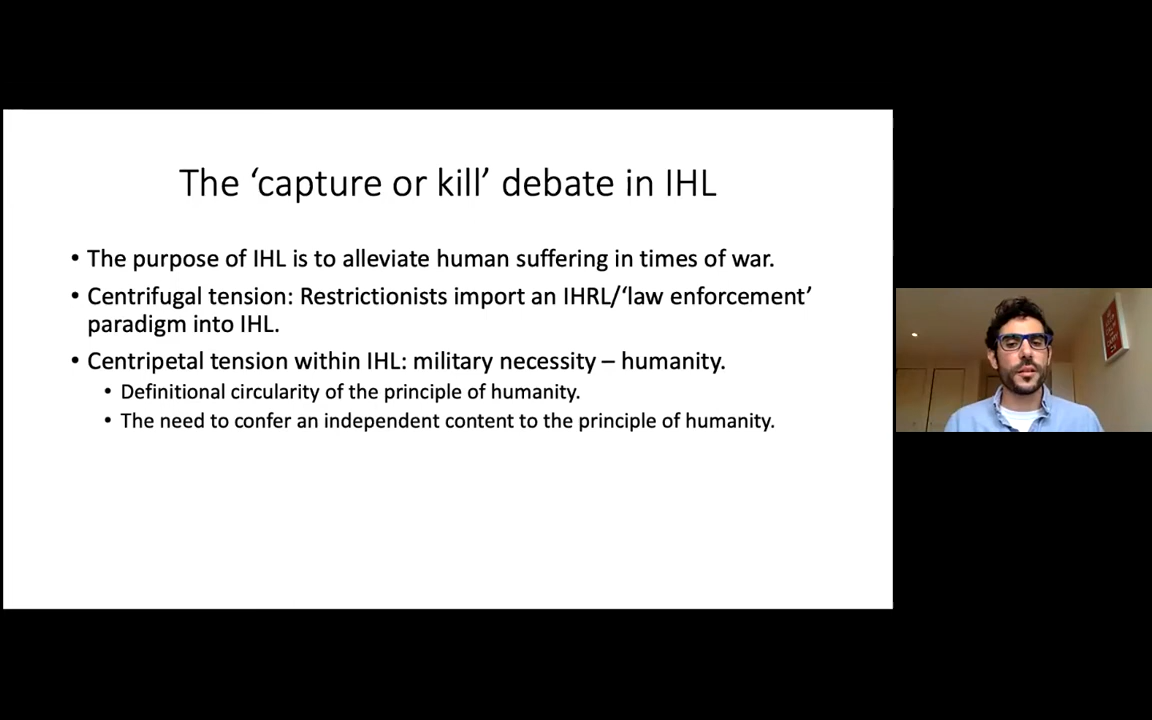 The ‘capture or kill’ debate in IHL
• The purpose of IHL is to alleviate human suffering in times of war.
• Centrifugal tension: Restrictionists import an IHRL/‘law enforcement’
paradigm into IHL.
• Centripetal tension within IHL: military necessity – humanity.
• Definitional circularity of the principle of humanity.
• The need to confer an independent content to the principle of humanity.